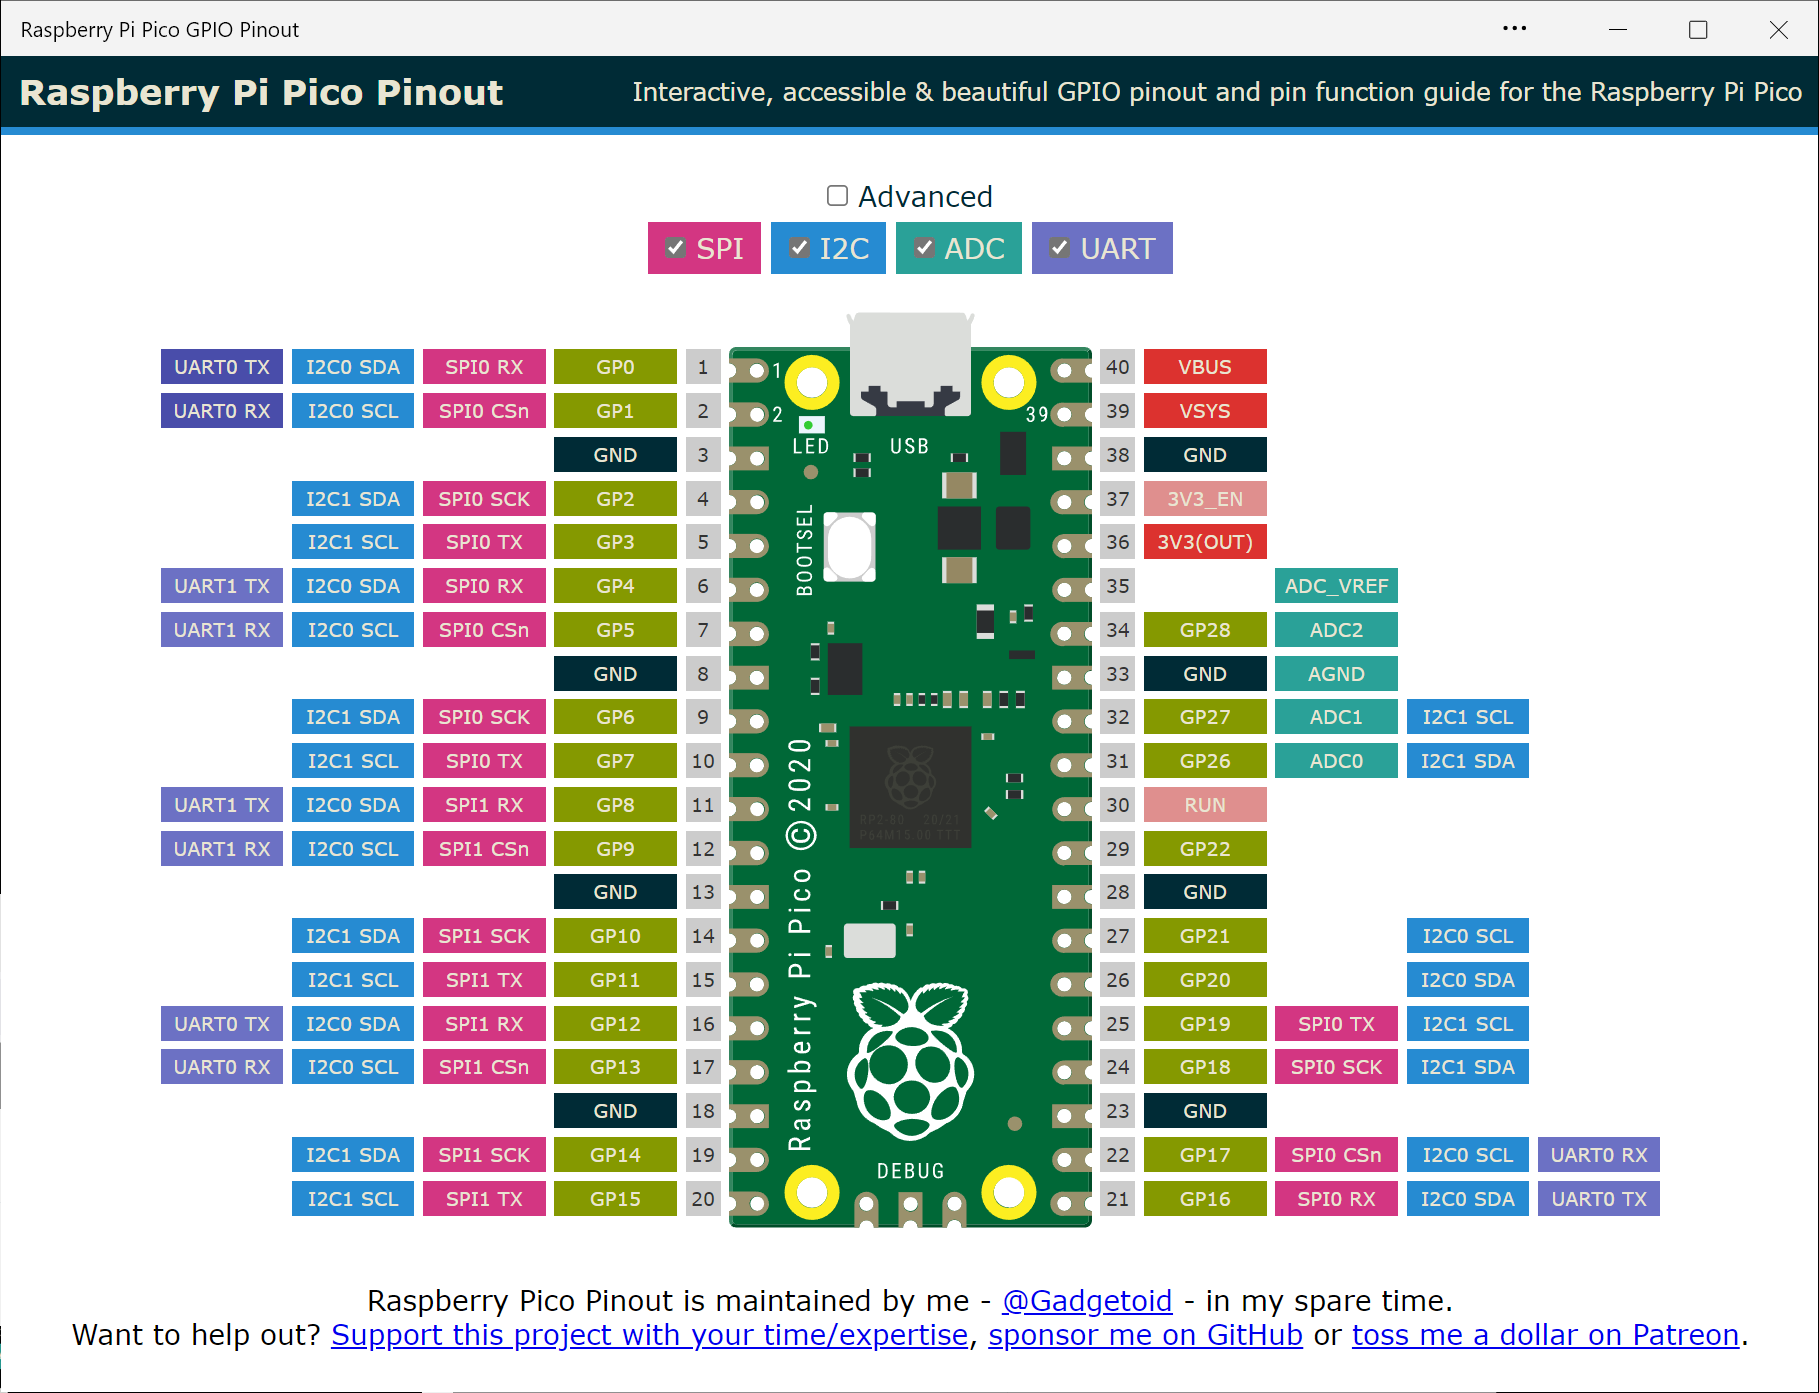 Raspberry Pi Pico GPIO Pinout
Raspberry Pi Pico Pinout Interactive, accessible & beautiful GPIO pinout and pin function guide for the Raspberry Pi Pico
Advanced
SPI I2C ADC UART
UART0 TX I2C0 SDA SPI0 RX GP0 1 1 40 VBUS
UART0 RX I2C0 SCL SPI0 CSn GP1 2 2 39 39 VSYS
LED USB
GND 3 38 GND
I2C1 SDA SPI0 SCK GP2 4 37 3V3_EN
I2C1 SCL SPI0 TX GP3 5 36 3V3(OUT)
BOOTSEL
UART1 TX I2C0 SDA SPI0 RX GP4 6 35 ADC_VREF
UART1 RX I2C0 SCL SPI0 CSn GP5 7 34 GP28 ADC2
GND 8 33 GND AGND
I2C1 SDA SPI0 SCK GP6 9 32 GP27 ADC1 I2C1 SCL
I2C1 SCL SPI0 TX GP7 10 31 GP26 ADC0 I2C1 SDA
UART1 TX I2C0 SDA SPI1 RX GP8 11 30 RUN
RP2-B0 20/21
P64M15.00 TTT
UART1 RX I2C0 SCL SPI1 CSn GP9 12 29 GP22
GND 13 28 GND
I2C1 SDA SPI1 SCK GP10 14 27 GP21 I2C0 SCL
Raspberry Pi Pico ©2020
I2C1 SCL SPI1 TX GP11 15 26 GP20 I2C0 SDA
UART0 TX I2C0 SDA SPI1 RX GP12 16 25 GP19 SPI0 TX I2C1 SCL
UART0 RX I2C0 SCL SPI1 CSn GP13 17 24 GP18 SPI0 SCK I2C1 SDA
GND 18 23 GND
I2C1 SDA SPI1 SCK GP14 19 22 GP17 SPI0 CSn I2C0 SCL UART0 RX
DEBUG
I2C1 SCL SPI1 TX GP15 20 21 GP16 SPI0 RX I2C0 SDA UART0 TX
Raspberry Pico Pinout is maintained by me - @Gadgetoid - in my spare time.
Want to help out? Support this project with your time/expertise, sponsor me on GitHub or toss me a dollar on Patreon.